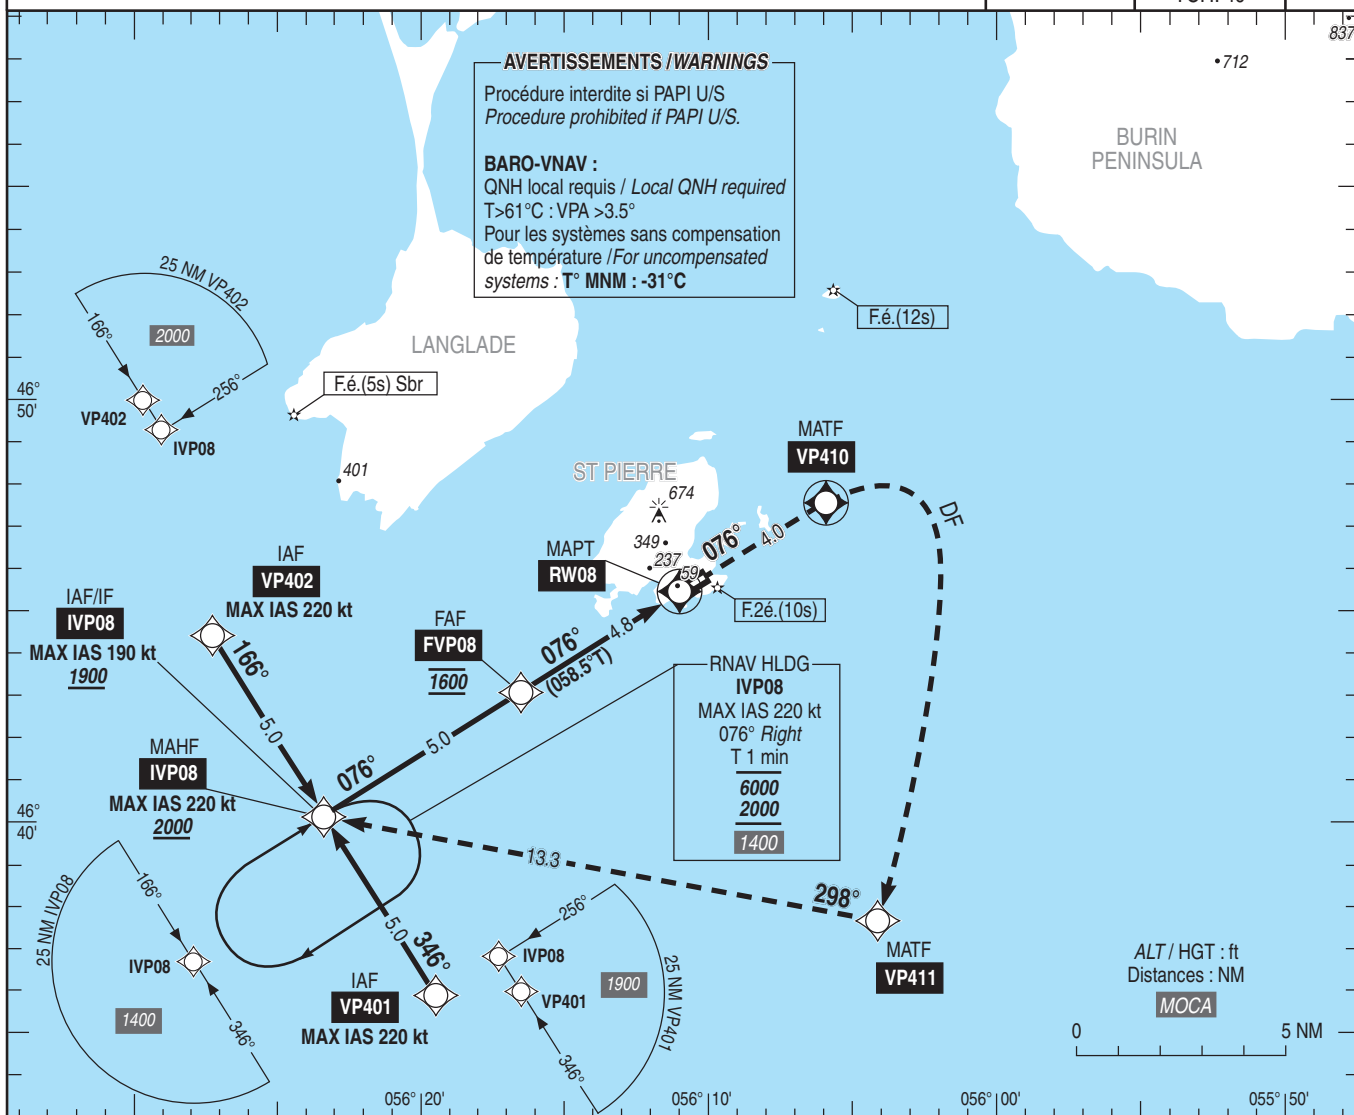 837
712
AVERTISSEMENTS / WARNINGS
Procédure interdite si PAPI U/S
Procedure prohibited if PAPI U/S.
BARO-VNAV :
QNH local requis / Local QNH required
T>61°C : VPA >3.5°
Pour les systèmes sans compensation
de température / For uncompensated
systems : T° MNM : -31°C
BURIN
PENINSULA
25 NM VP402
166°
2000
256°
VP402
IVP08
LANGLADE
F.é.(5s) Sbr
F.é.(12s)
46°
50'
401
ST PIERRE
674
349
237
59
MATF
VP410
076°
4.0
DF
MAPT
RW08
F.2é.(10s)
IAF
VP402
MAX IAS 220 kt
IAF/IF
IVP08
MAX IAS 190 kt
1900
166°
5.0
FAF
FVP08
1600
076°
(058.5°T)
4.8
RNAV HLDG
IVP08
MAX IAS 220 kt
076° Right
T 1 min
6000
2000
1400
MAHF
IVP08
MAX IAS 220 kt
2000
076°
5.0
46°
40'
13.3
298°
MATF
VP411
25 NM IVP08
166°
IVP08
1400
346°
5.0
346°
IAF
VP401
MAX IAS 220 kt
256°
IVP08
VP401
1900
25 NM VP401
346°
ALT / HGT : ft
Distances : NM
MOCA
0
5 NM
056° 20'
056° 10'
056° 00'
055° 50'